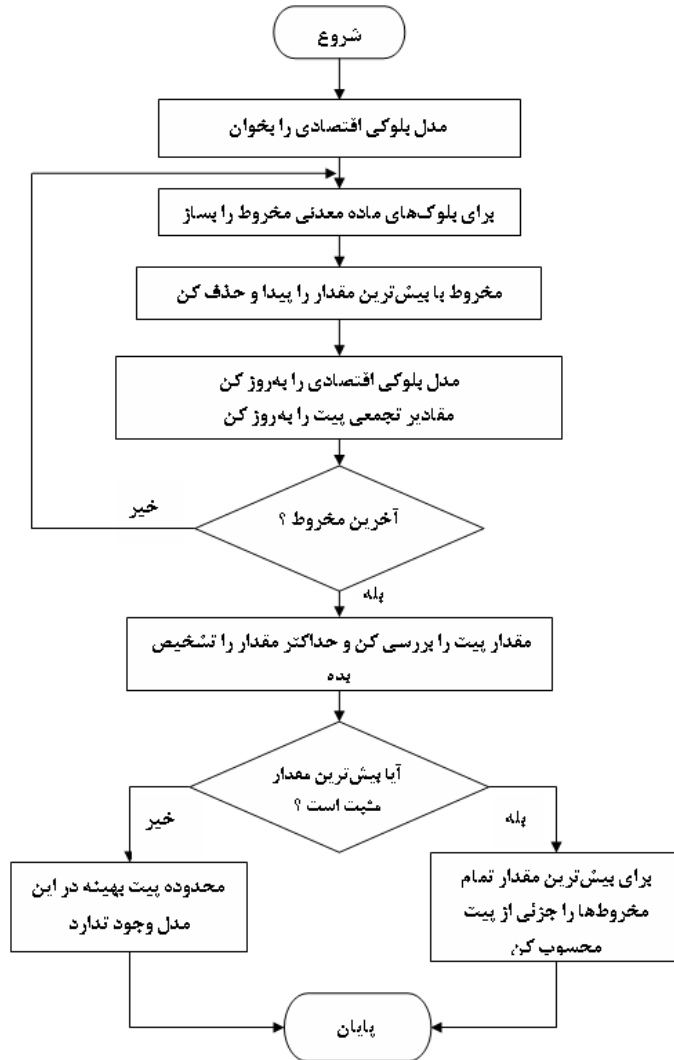 شروع
مدل بلوکی اقتصادی را بخوان
برای بلوک‌های ماده معدنی مخروط را بساز
مخروط با بیش‌ترین مقدار را پیدا و حذف کن
مدل بلوکی اقتصادی را به‌روز کن
مقادیر تجمعی پیت را به‌روز کن
آخرین مخروط ؟
خیر
بله
مقدار پیت را بررسی کن و حداکثر مقدار را تشخیص
بده
آیا بیش‌ترین مقدار
مثبت است ؟
بله
خیر
برای بیش‌ترین مقدار تمام
مخروط‌ها را جزئی از پیت
محسوب کن
محدوده پیت بهینه در این
مدل وجود ندارد
پایان